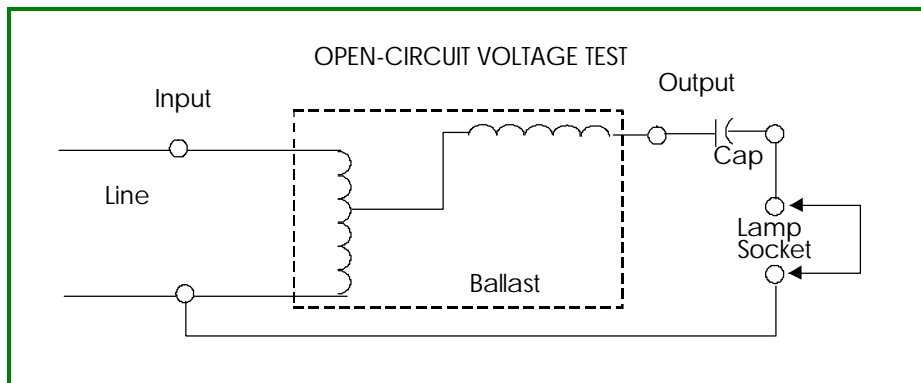 OPEN-CIRCUIT VOLTAGE TEST
Input
Output
Cap
Line
Lamp
Socket
Ballast